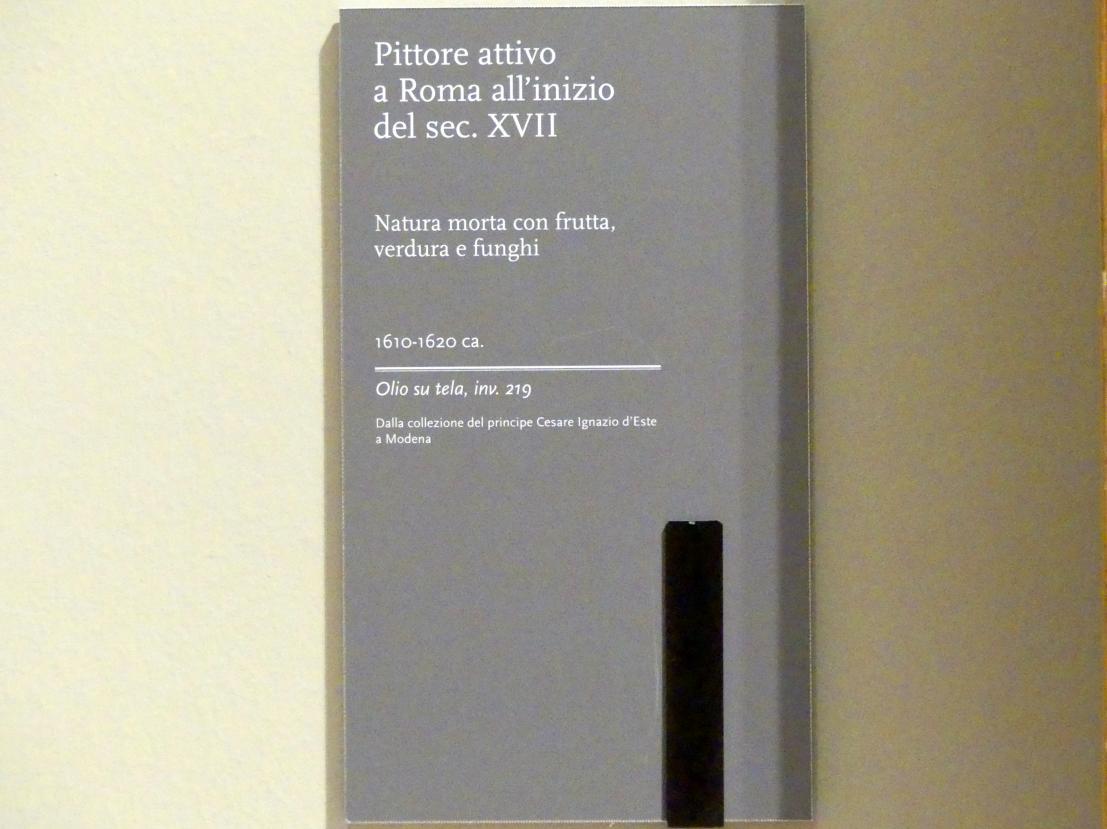 Pittore attivo
a Roma all'inizio
del sec. XVII
Natura morta con frutta,
verdura e funghi
1610-1620 ca.
Olio su tela, inv. 219
Dalla collezione del principe Cesare Ignazio d'Este
a Modena